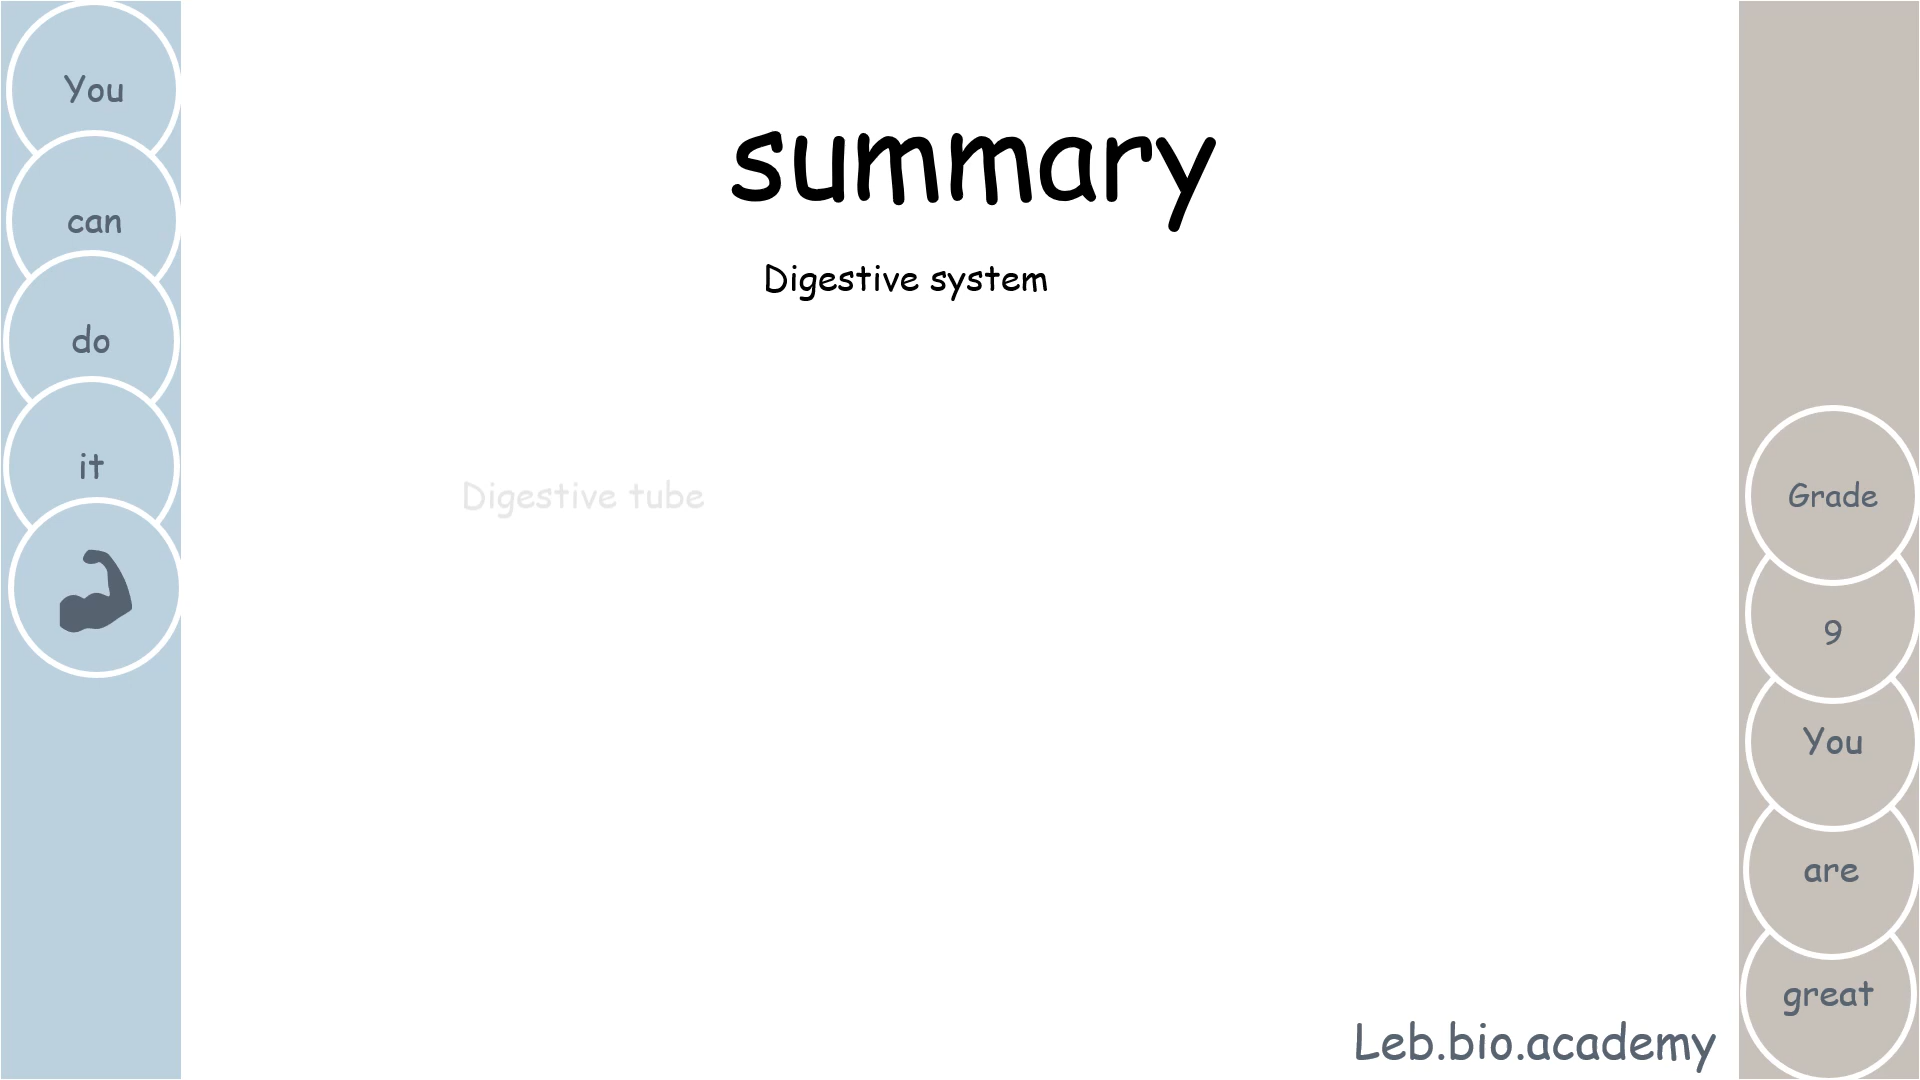 You
can
do
it
summary
Digestive system
Digestive tube
Grade
9
You
are
great
Leb.bio.academy